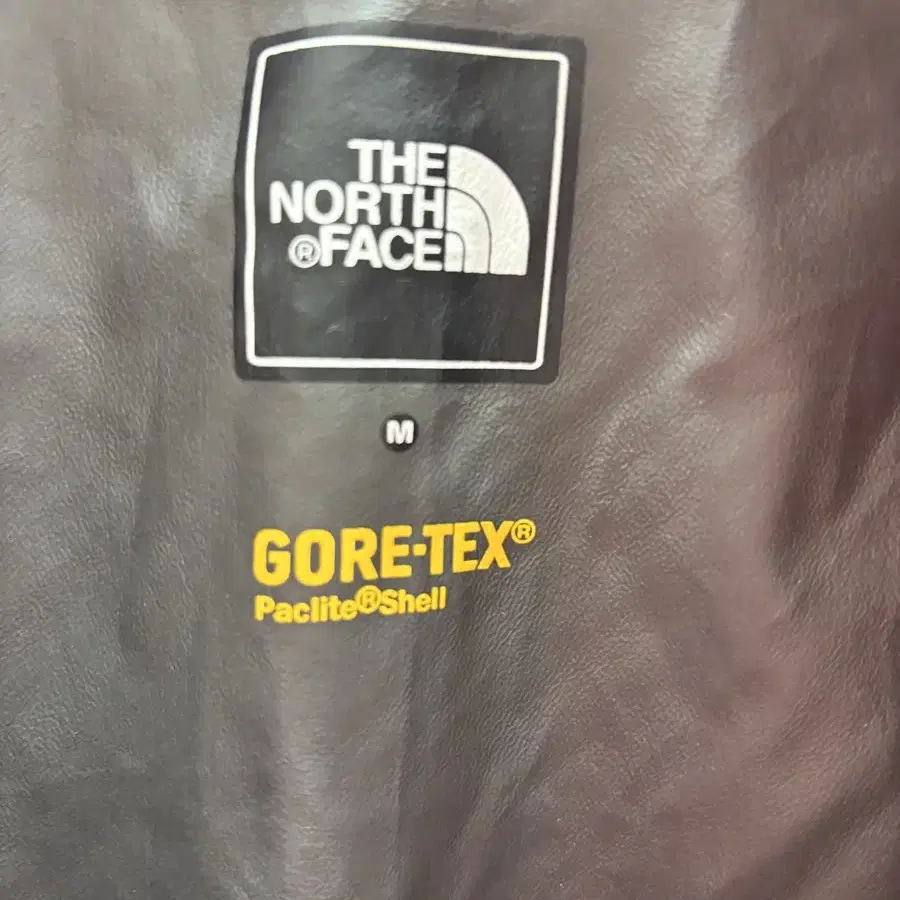 THE
NORTH
®FACE
M
GORE-TEX®
Paclite®Shell